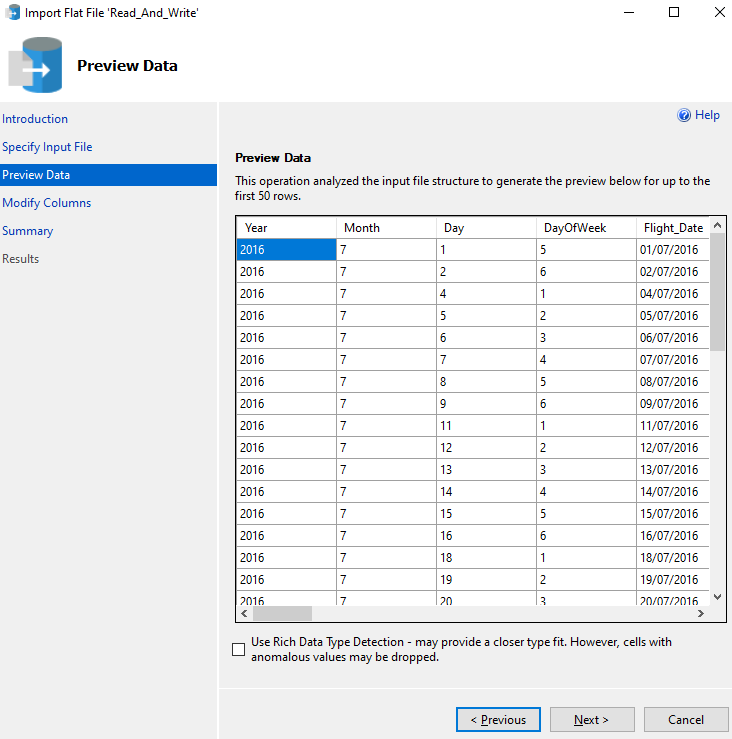 Import Flat File 'Read_And_Write'
Preview Data
Introduction
Specify Input File
Preview Data
Modify Columns
Summary
Results
Help
Preview Data
This operation analyzed the input file structure to generate the preview below for up to the
first 50 rows.
Year Month Day DayOfWeek Flight_Date
2016 7 1 5 01/07/2016
2016 7 2 6 02/07/2016
2016 7 4 1 04/07/2016
2016 7 5 2 05/07/2016
2016 7 6 3 06/07/2016
2016 7 7 4 07/07/2016
2016 7 8 5 08/07/2016
2016 7 9 6 09/07/2016
2016 7 11 1 11/07/2016
2016 7 12 2 12/07/2016
2016 7 13 3 13/07/2016
2016 7 14 4 14/07/2016
2016 7 15 5 15/07/2016
2016 7 16 6 16/07/2016
2016 7 18 1 18/07/2016
2016 7 19 2 19/07/2016
2016 7 20 3 20/07/2016
Use Rich Data Type Detection - may provide a closer type fit. However, cells with
anomalous values may be dropped.
< Previous Next > Cancel